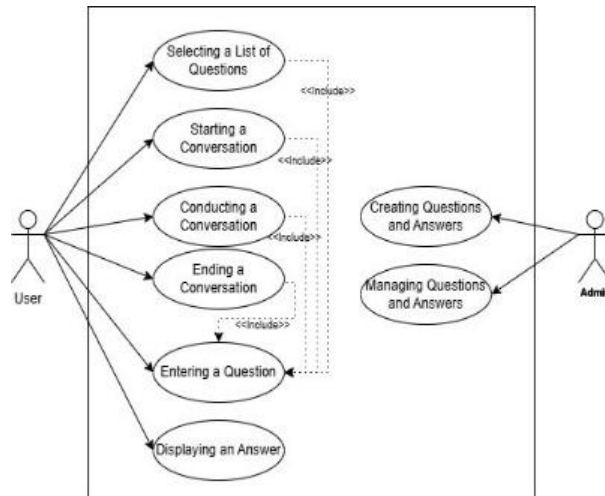 Selecting a List of
Questions
<<Include>>
Starting a
Conversation
<<Include>>
Conducting a
Conversation
<<Include>>
Creating Questions
and Answers
Ending a
Conversation
User
Managing Questions
and Answers
Admi
<<Include>>
Entering a Question
Displaying an Answer